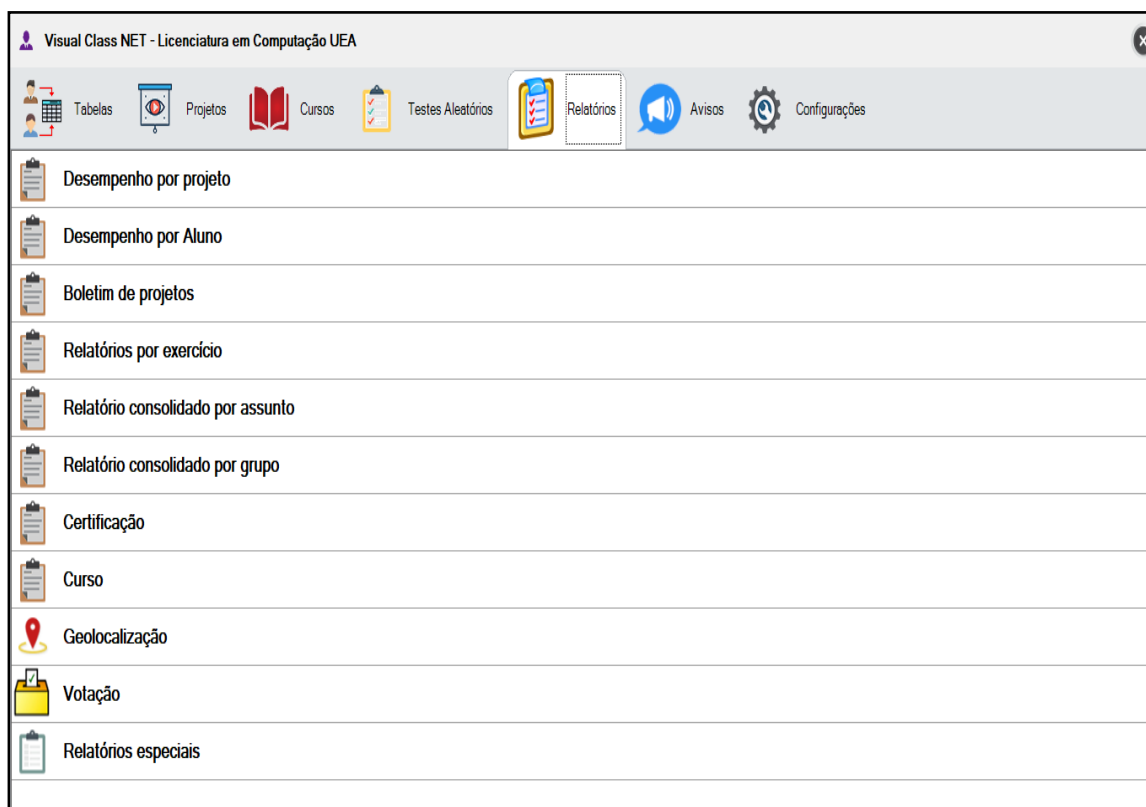 Visual Class NET - Licenciatura em Computação UEA
Tabelas Projetos Cursos Testes Aleatórios Relatórios Avisos Configurações
Desempenho por projeto
Desempenho por Aluno
Boletim de projetos
Relatórios por exercício
Relatório consolidado por assunto
Relatório consolidado por grupo
Certificação
Curso
Geolocalização
Votação
Relatórios especiais